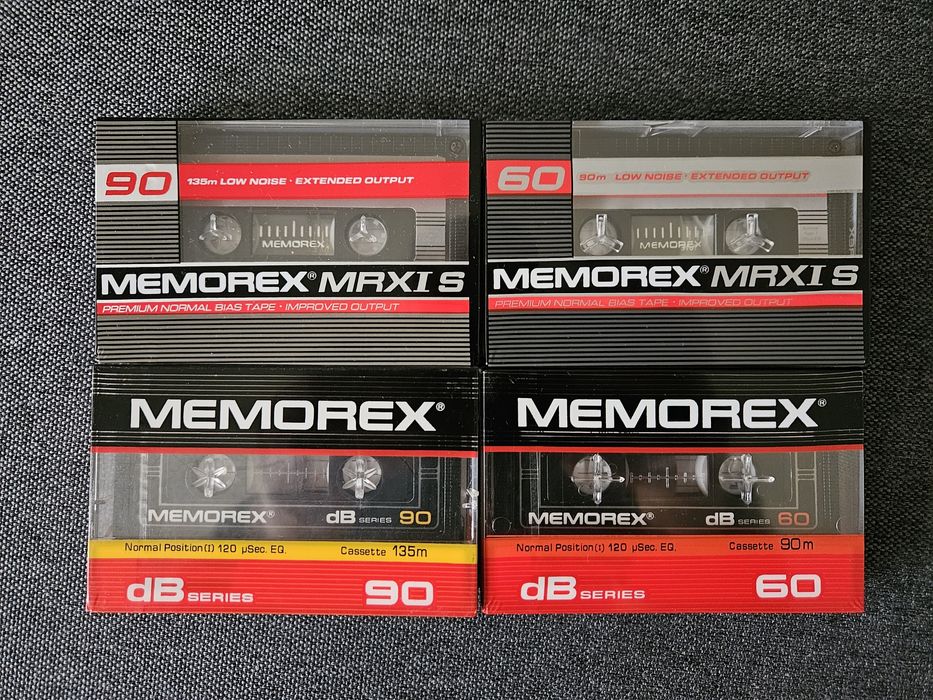 90
135m LOW NOISE · EXTENDED OUTPUT
MEMOREX
MEMOREX® MRXI S
PREMIUM NORMAL BIAS TAPE · IMPROVED OUTPUT
60
90m LOW NOISE · EXTENDED OUTPUT
MEMOREX
MEMOREX® MRXI S
PREMIUM NORMAL BIAS TAPE · IMPROVED OUTPUT
MEMOREX®
MEMOREX® dB SERIES 90
Normal Position(I) 120 µSec. EQ. Cassette 135m
dB SERIES 90
MEMOREX®
MEMOREX® dB SERIES 60
Normal Position(I) 120 µSec. EQ. Cassette 90m
dB SERIES 60